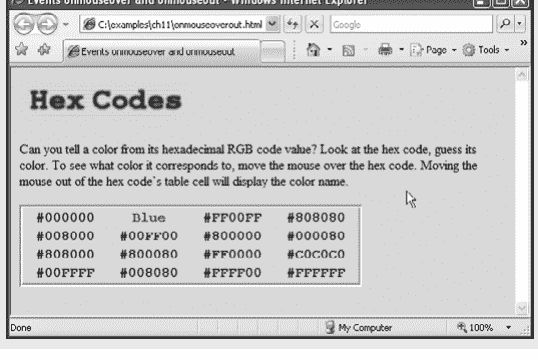 Events onmouseover and onmouseout - Windows Internet Explorer
C:\examples\ch11\onmouseoverout.html
Google
Events onmouseover and onmouseout
Page
Tools
»
Hex Codes
Can you tell a color from its hexadecimal RGB code value? Look at the hex code, guess its
color. To see what color it corresponds to, move the mouse over the hex code. Moving the
mouse out of the hex code's table cell will display the color name.
#000000 Blue #FF00FF #808080
#008000 #00FF00 #800000 #000080
#808000 #800080 #FF0000 #C0C0C0
#00FFFF #008080 #FFFF00 #FFFFFF
Done
My Computer
100%